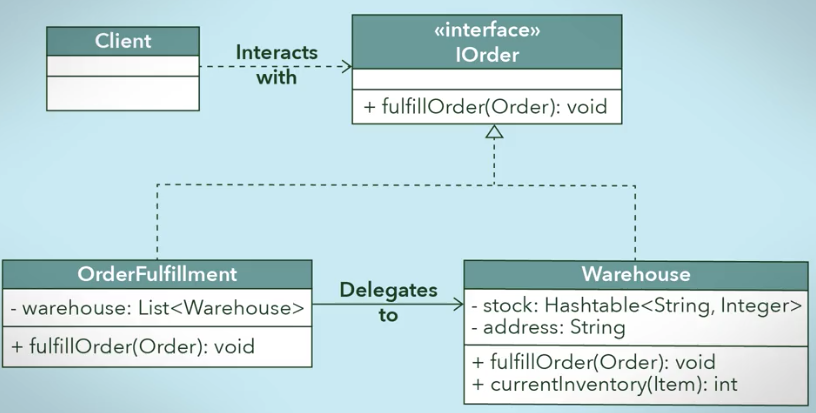 Client
Interacts
with
«interface»
IOrder
+ fulfillOrder(Order): void
OrderFulfillment
- warehouse: List<Warehouse>
+ fulfillOrder(Order): void
Delegates
to
Warehouse
- stock: Hashtable<String, Integer>
- address: String
+ fulfillOrder(Order): void
+ currentInventory(Item): int